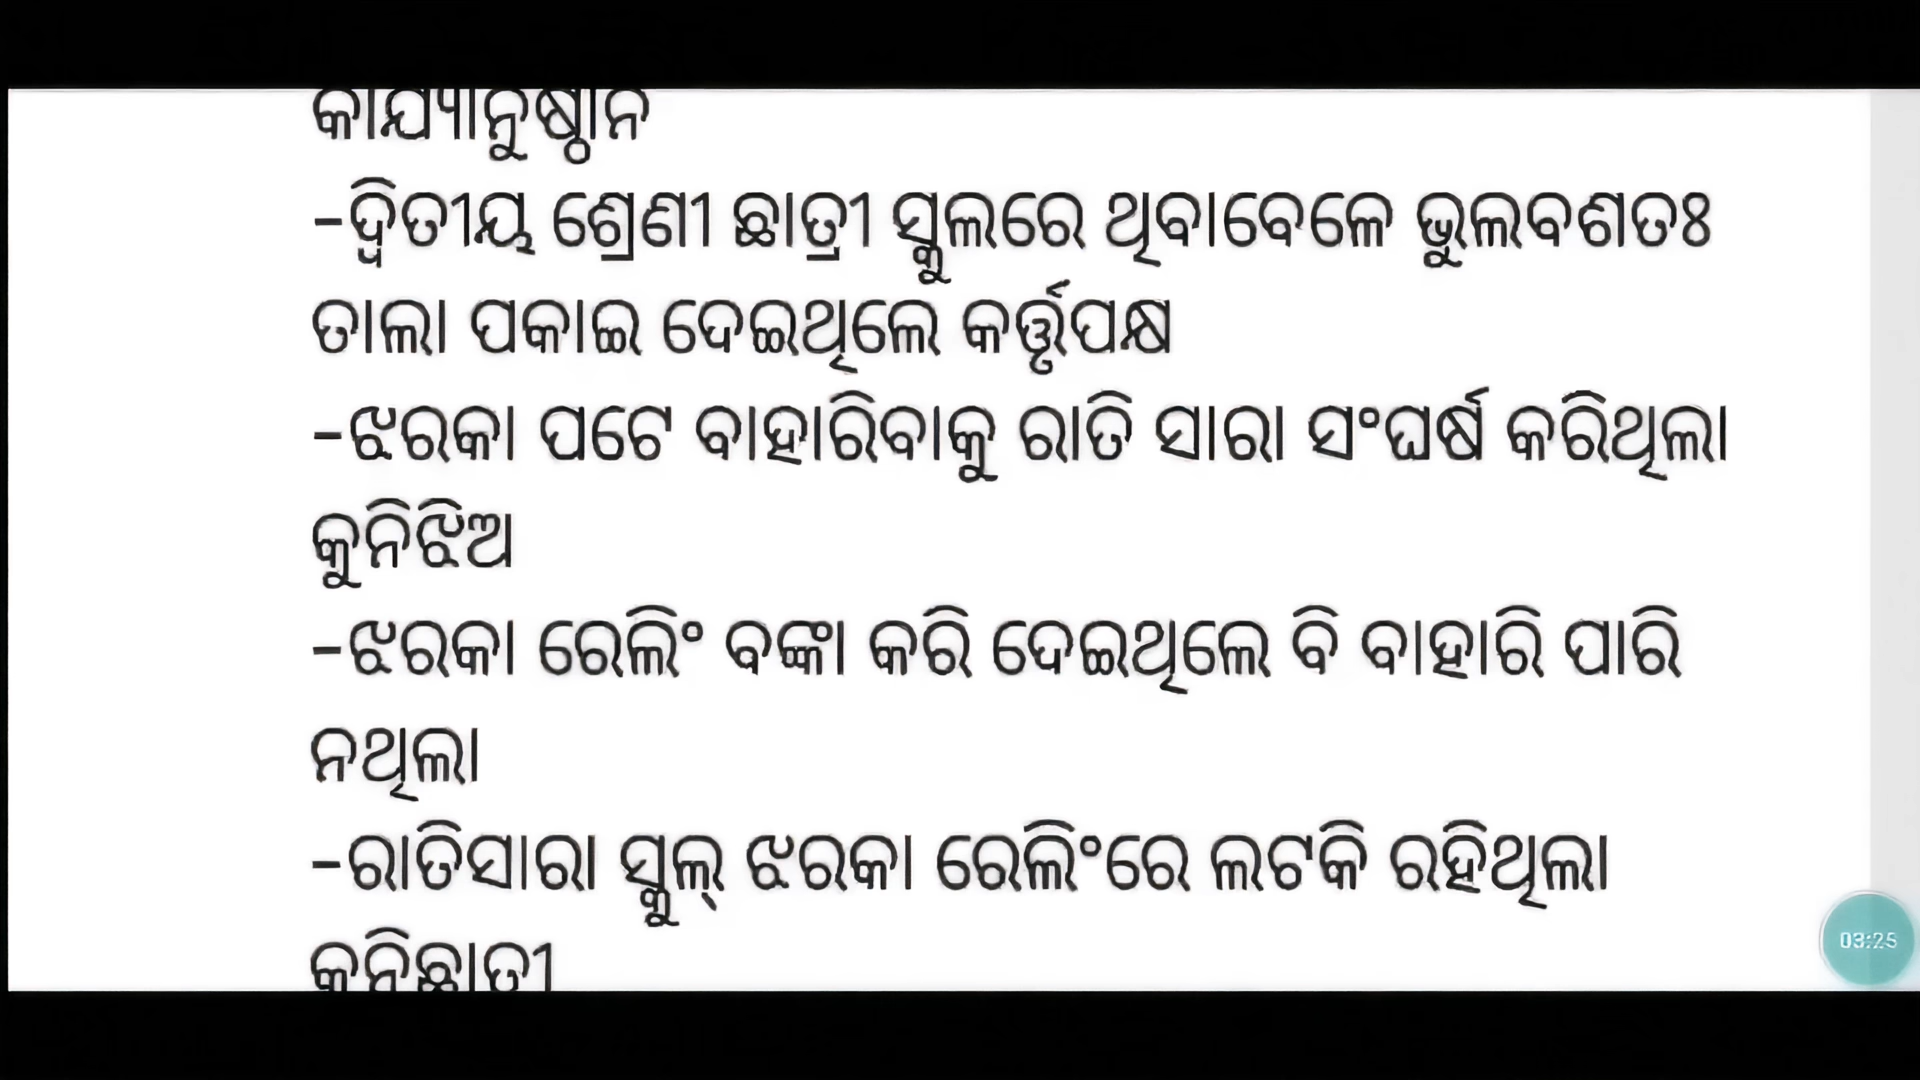 କାର୍ଯ୍ୟାନୁଷ୍ଠାନ
-ଦ୍ୱିତୀୟ ଶ୍ରେଣୀ ଛାତ୍ରୀ ସ୍କୁଲରେ ଥିବାବେଳେ ଭୁଲବଶତଃ
ତାଲା ପକାଇ ଦେଇଥିଲେ କର୍ତ୍ତୃପକ୍ଷ
-ଝରକା ପଟେ ବାହାରିବାକୁ ରାତି ସାରା ସଂଘର୍ଷ କରିଥିଲା
କୁନିଝିଅ
-ଝରକା ରେଲିଂ ବଙ୍କା କରି ଦେଇଥିଲେ ବି ବାହାରି ପାରି
ନଥିଲା
-ରାତିସାରା ସ୍କୁଲ୍ ଝରକା ରେଲିଂରେ ଲଟକି ରହିଥିଲା
କୁନିଛାତ୍ରୀ
03:25